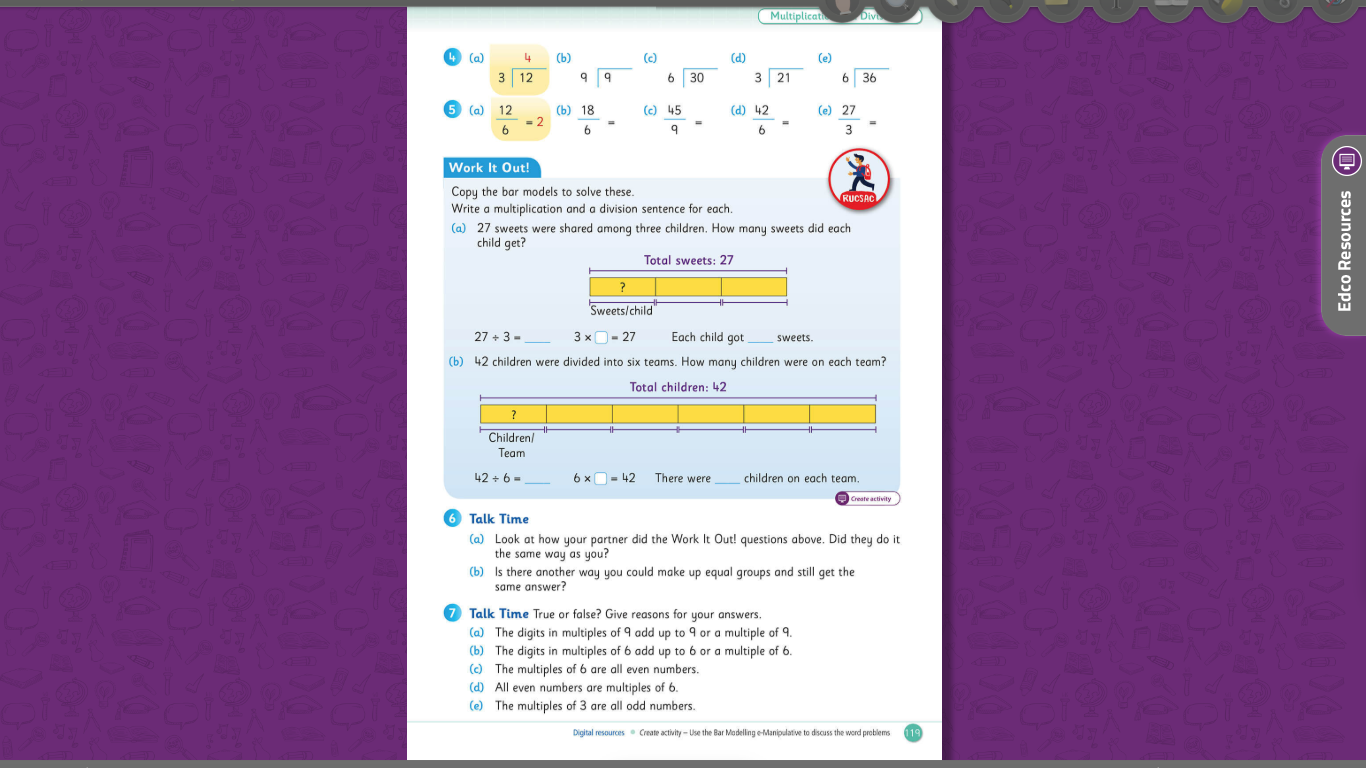 Multiplicati Divi
4 (a) 4 (b) (c) (d) (e)
3 12 9 9 6 30 3 21 6 36
5 (a) 12/6 = 2 (b) 18/6 = (c) 45/9 = (d) 42/6 = (e) 27/3 =
Work It Out!
RUCSAC
Copy the bar models to solve these.
Write a multiplication and a division sentence for each.
(a) 27 sweets were shared among three children. How many sweets did each
child get?
Total sweets: 27
?
Sweets/child
27 ÷ 3 = ____ 3 × □ = 27 Each child got ____ sweets.
(b) 42 children were divided into six teams. How many children were on each team?
Total children: 42
?
Children/
Team
42 ÷ 6 = ____ 6 × □ = 42 There were ____ children on each team.
Create activity
6 Talk Time
(a) Look at how your partner did the Work It Out! questions above. Did they do it
the same way as you?
(b) Is there another way you could make up equal groups and still get the
same answer?
7 Talk Time True or false? Give reasons for your answers.
(a) The digits in multiples of 9 add up to 9 or a multiple of 9.
(b) The digits in multiples of 6 add up to 6 or a multiple of 6.
(c) The multiples of 6 are all even numbers.
(d) All even numbers are multiples of 6.
(e) The multiples of 3 are all odd numbers.
Digital resources • Create activity – Use the Bar Modelling e-Manipulative to discuss the word problems 119
Edco Resources